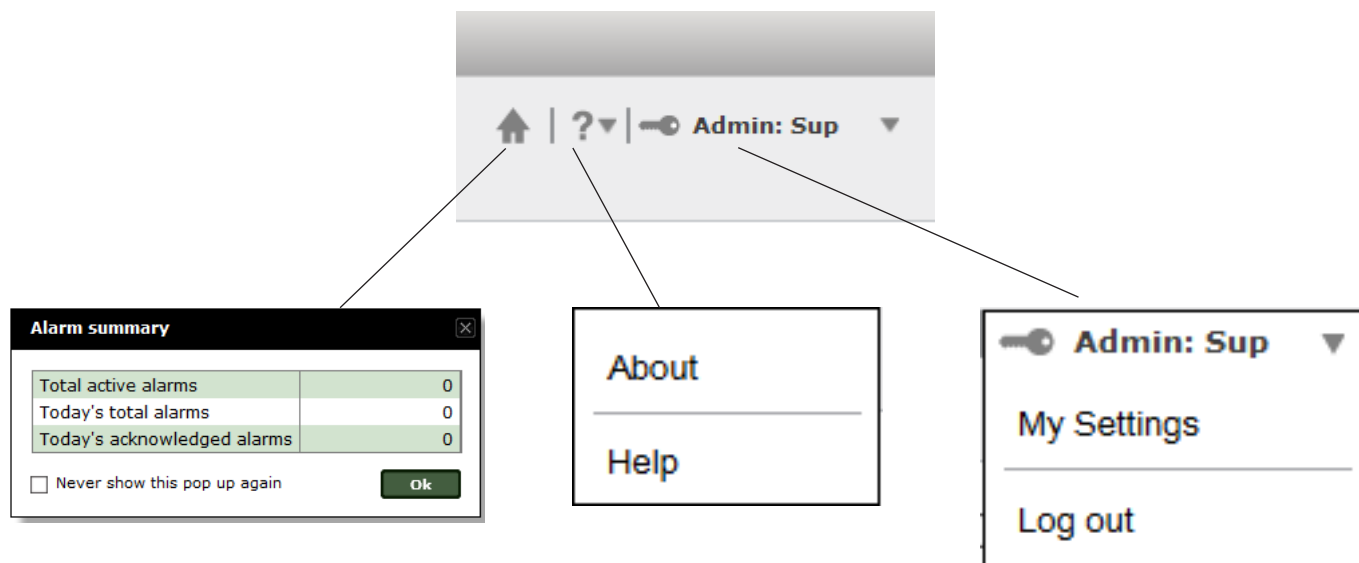 ? Admin: Sup
Alarm summary
Total active alarms 0
Today's total alarms 0
Today's acknowledged alarms 0
Never show this pop up again
Ok
About
Help
Admin: Sup
My Settings
Log out